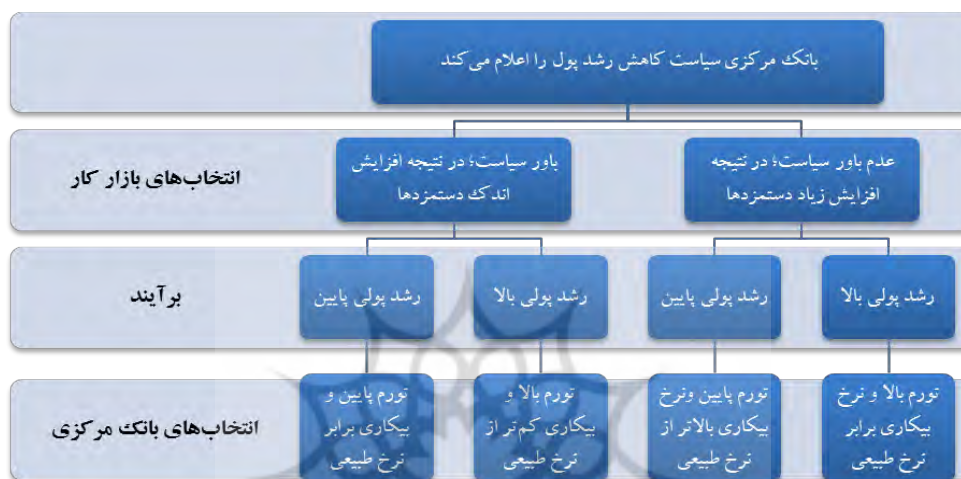 بانک مرکزی سیاست کاهش رشد پول را اعلام می‌کند
انتخاب‌های بازار کار
عدم باور سیاست؛ در نتیجه
افزایش زیاد دستمزدها
باور سیاست؛ در نتیجه افزایش
اندک دستمزدها
برآیند
رشد پولی بالا
رشد پولی پایین
رشد پولی بالا
رشد پولی پایین
انتخاب‌های بانک مرکزی
تورم بالا و نرخ
بیکاری برابر
نرخ طبیعی
تورم پایین ونرخ
بیکاری بالاتر از
نرخ طبیعی
تورم بالا و
بیکاری کم‌تر از
نرخ طبیعی
تورم پایین و
بیکاری برابر
نرخ طبیعی